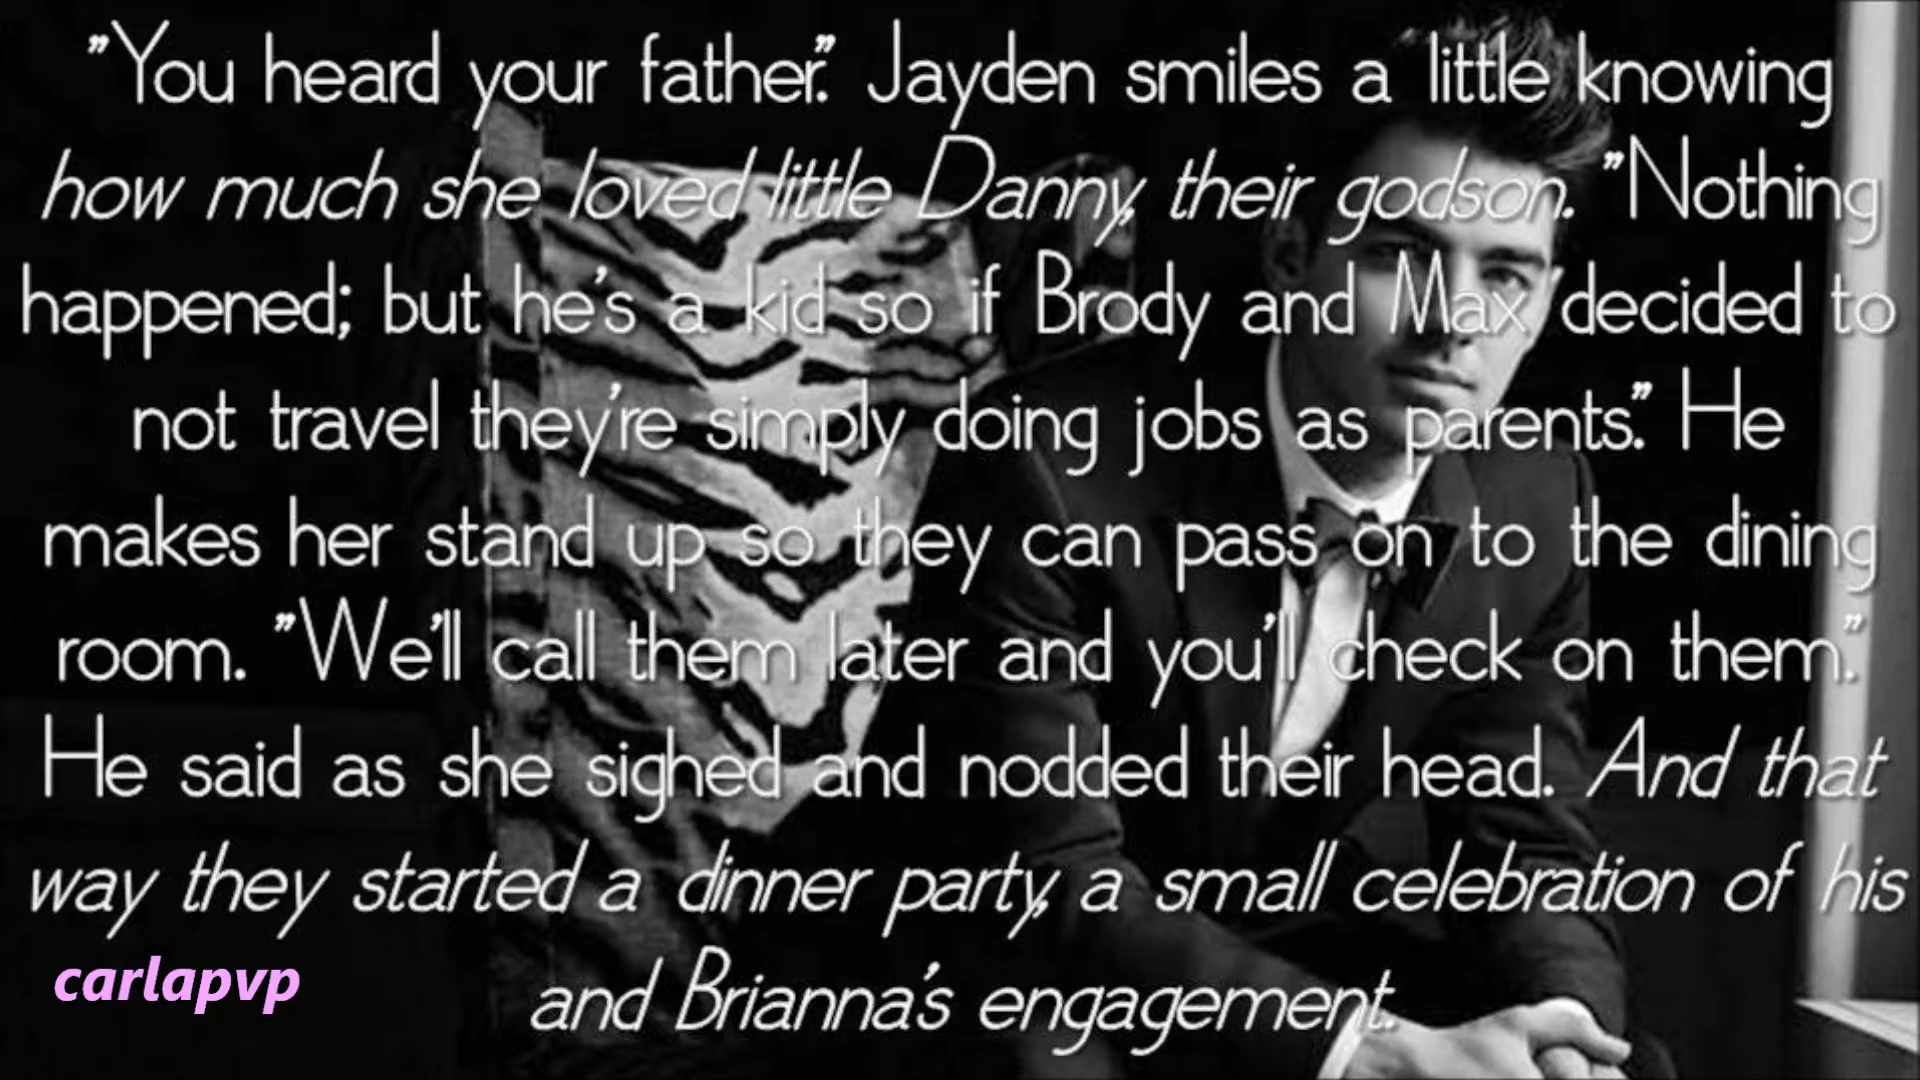 "You heard your father." Jayden smiles a little knowing
how much she loved little Danny, their godson. "Nothing
happened; but he's a kid so if Brody and Max decided to
not travel they're simply doing jobs as parents." He
makes her stand up so they can pass on to the dining
room. "We'll call them later and you'll check on them."
He said as she sighed and nodded their head. And that
way they started a dinner party, a small celebration of his
and Brianna's engagement.
carlapvp